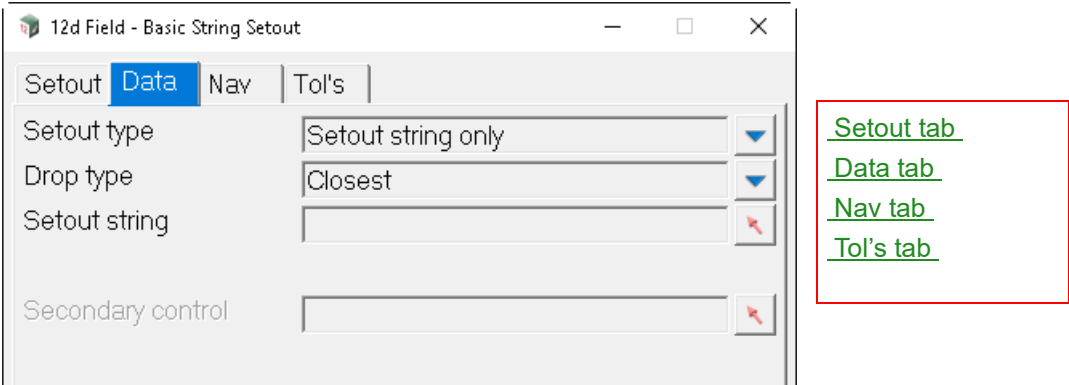 12d Field - Basic String Setout
Setout Data Nav Tol's
Setout type Setout string only
Drop type Closest
Setout string
Secondary control
Setout tab
Data tab
Nav tab
Tol’s tab